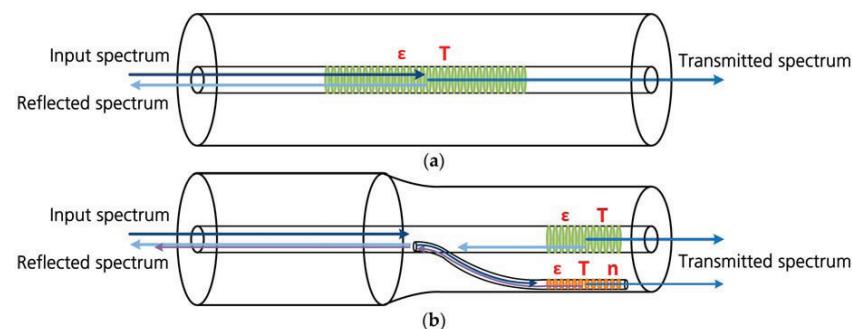 Input spectrum
ε T
Transmitted spectrum
Reflected spectrum
(a)
Input spectrum
ε T
Reflected spectrum
ε T n
Transmitted spectrum
(b)